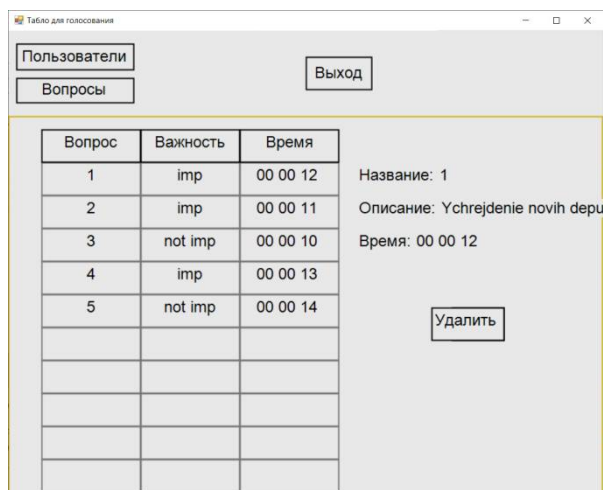 Табло для голосования
Пользователи
Вопросы
Выход
Вопрос Важность Время
1 imp 00 00 12
2 imp 00 00 11
3 not imp 00 00 10
4 imp 00 00 13
5 not imp 00 00 14
Название: 1
Описание: Ychrejdenie novih depu
Время: 00 00 12
Удалить